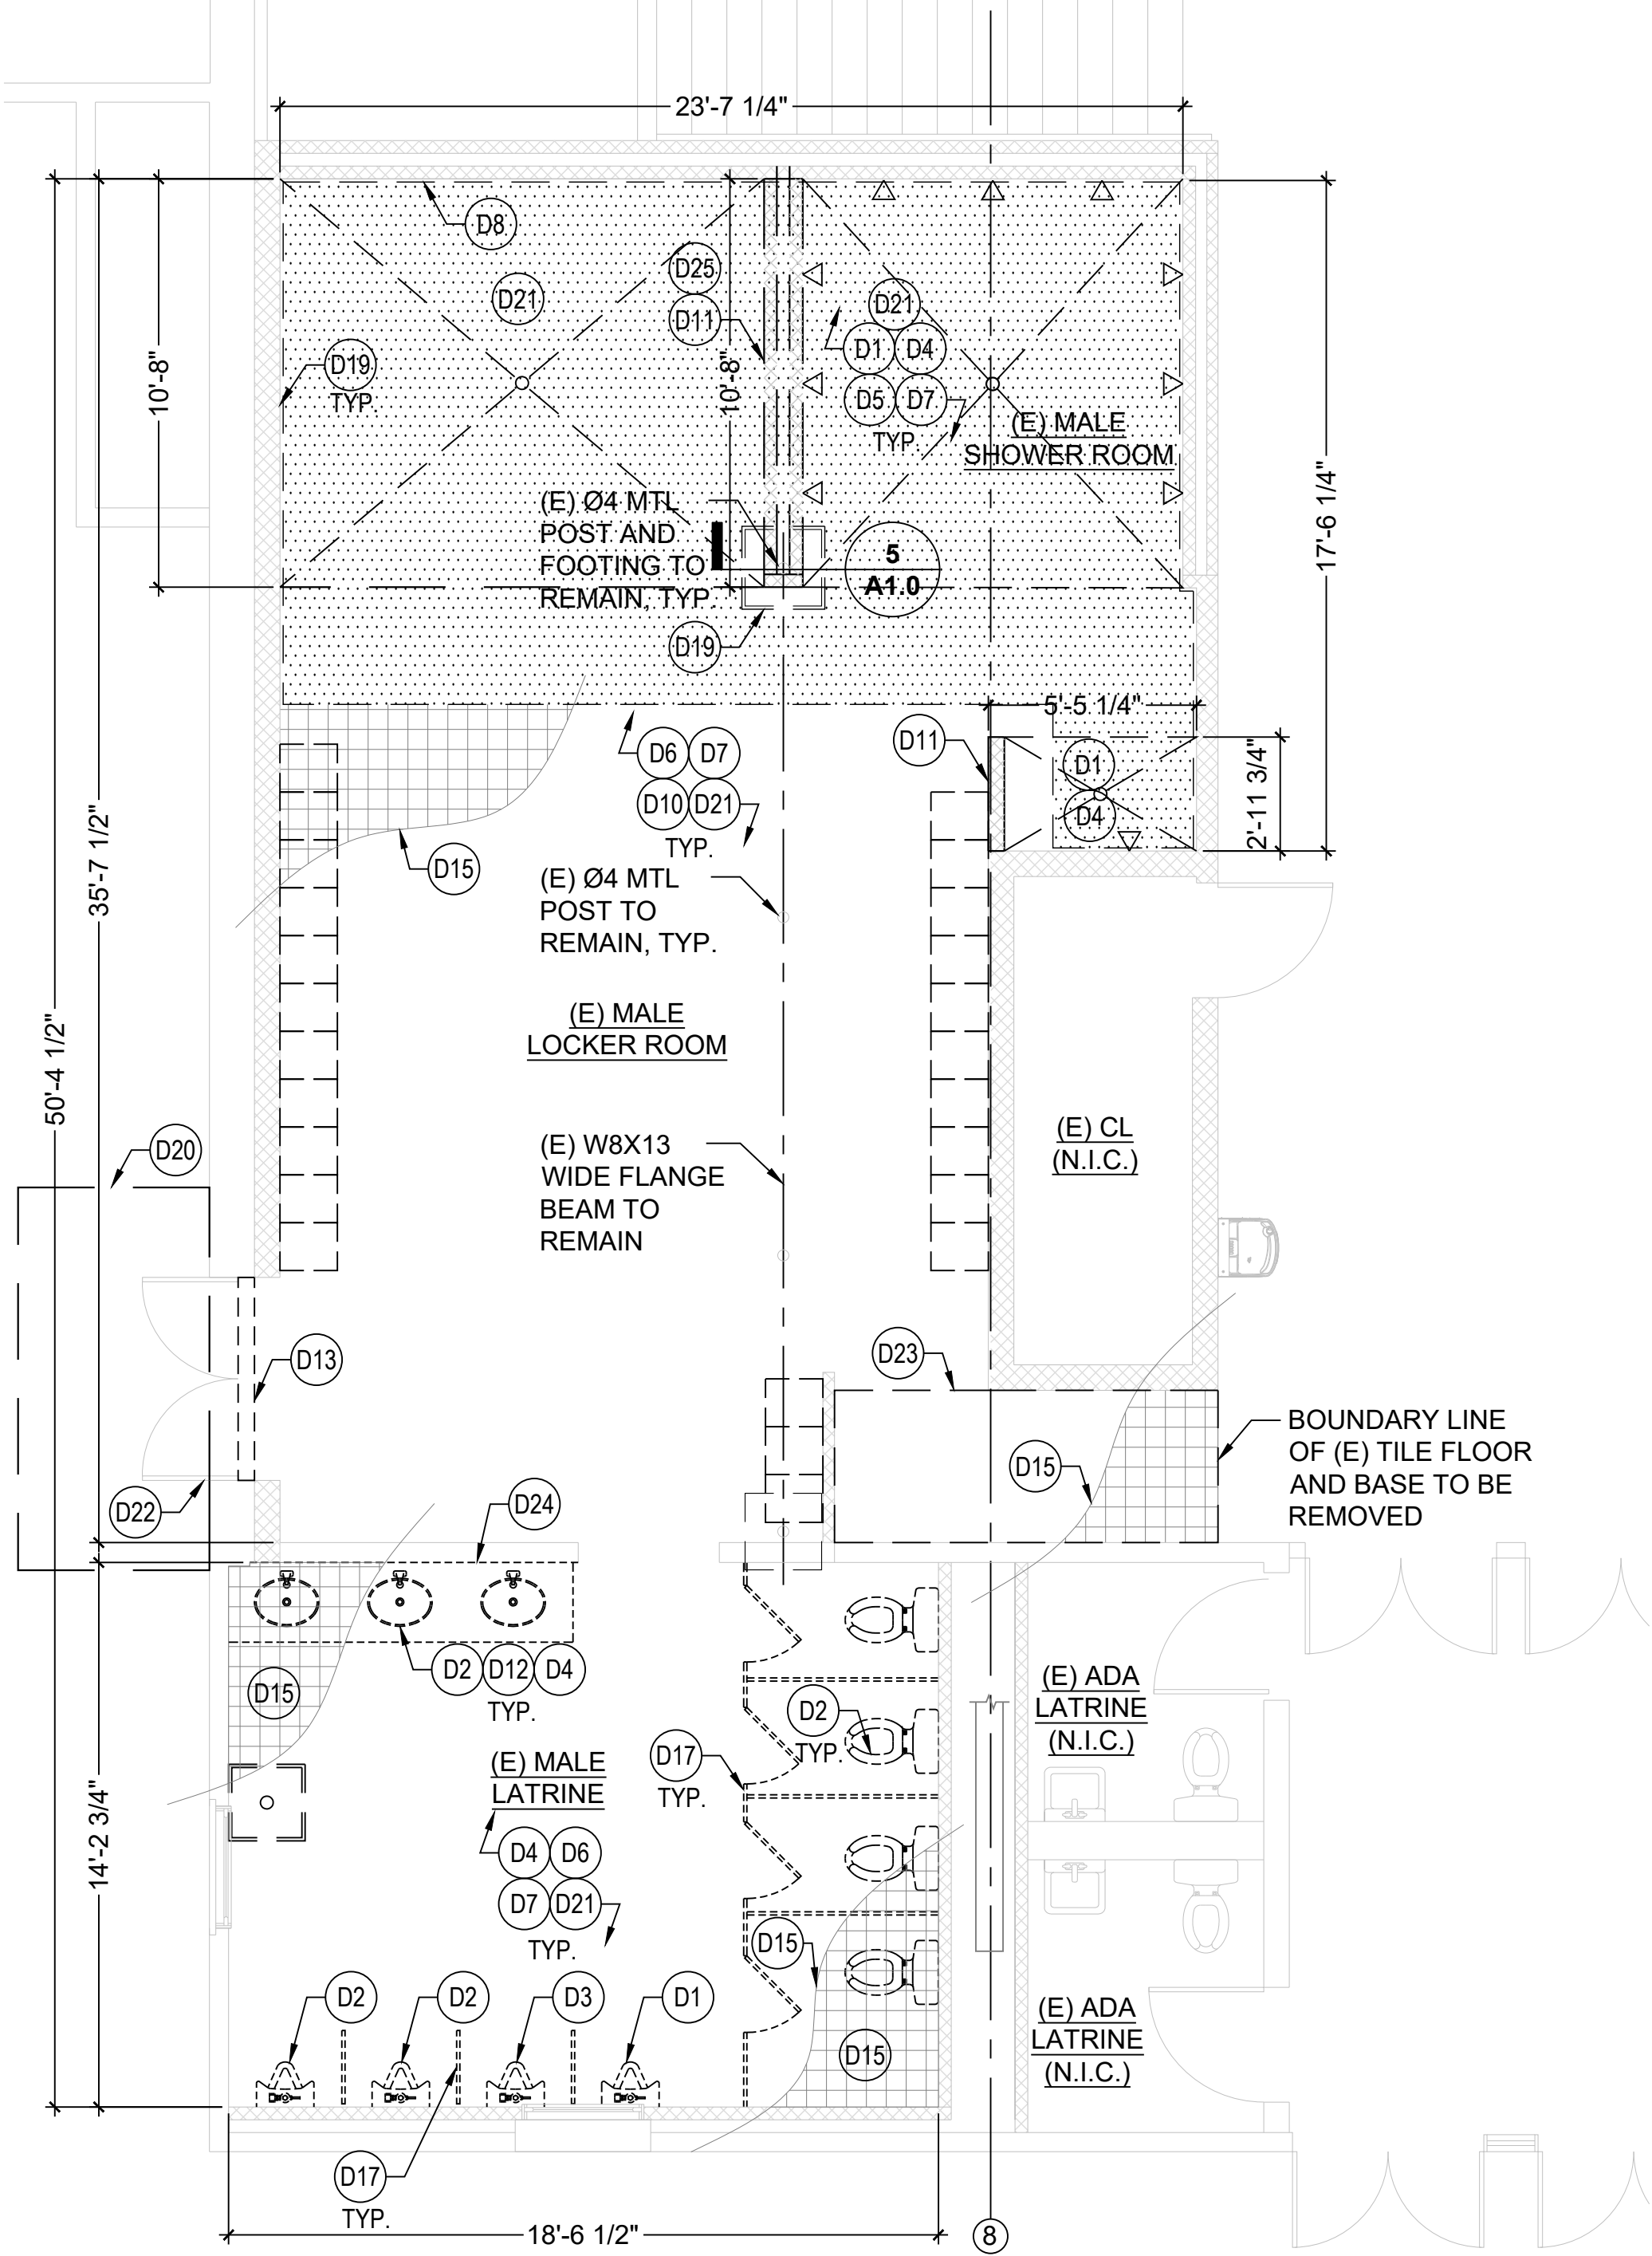 23'-7 1/4"
D8
D21
D25
D11
D21
D1 D4
D5 D7
TYP.
D19
TYP.
10'-8"
10'-8"
(E) MALE
SHOWER ROOM
17'-6 1/4"
(E) Ø4 MTL
POST AND
FOOTING TO
REMAIN, TYP.
5
A1.0
D19
5'-5 1/4"
D6 D7
D10 D21
TYP.
D11
D1
D4
2'-11 3/4"
D15
35'-7 1/2"
(E) Ø4 MTL
POST TO
REMAIN, TYP.
(E) MALE
LOCKER ROOM
50'-4 1/2"
D20
(E) W8X13
WIDE FLANGE
BEAM TO
REMAIN
(E) CL
(N.I.C.)
D13
D23
BOUNDARY LINE
OF (E) TILE FLOOR
AND BASE TO BE
REMOVED
D15
D22
D24
D2 D12 D4
TYP.
D15
D2
TYP.
D17
TYP.
(E) ADA
LATRINE
(N.I.C.)
(E) MALE
LATRINE
14'-2 3/4"
D4 D6
D7 D21
TYP.
D15
D2
D2
D3
D1
D15
(E) ADA
LATRINE
(N.I.C.)
D17
TYP.
18'-6 1/2"
8